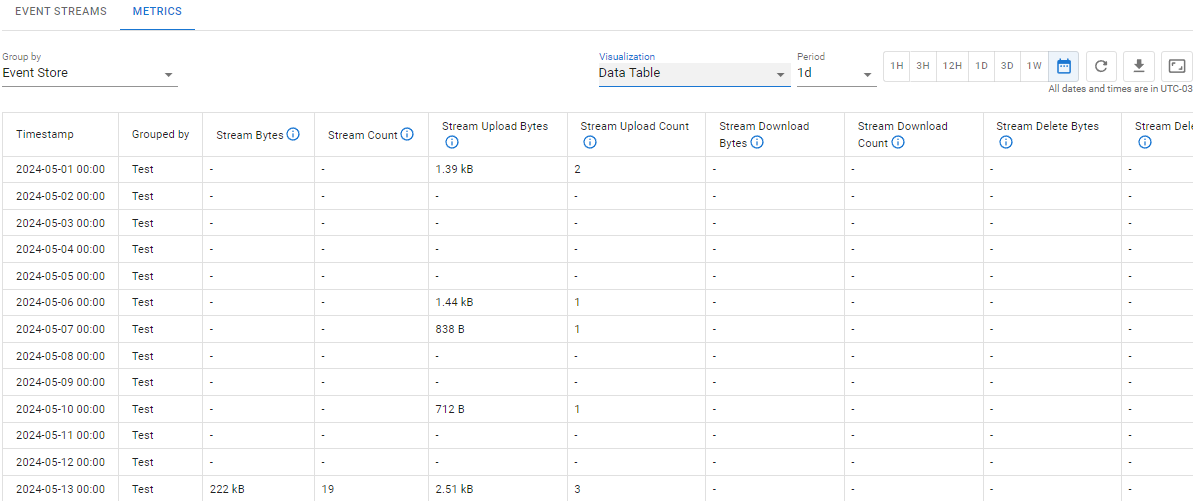 EVENT STREAMS METRICS
Group by Visualization Period
Event Store Data Table 1d 1H 3H 12H 1D 3D 1W
All dates and times are in UTC-03
Timestamp Grouped by Stream Bytes Stream Count Stream Upload Bytes Stream Upload Count Stream Download Bytes Stream Download Count Stream Delete Bytes Stream Dele
2024-05-01 00:00 Test - - 1.39 kB 2 - - - -
2024-05-02 00:00 Test - - - - - - - -
2024-05-03 00:00 Test - - - - - - - -
2024-05-04 00:00 Test - - - - - - - -
2024-05-05 00:00 Test - - - - - - - -
2024-05-06 00:00 Test - - 1.44 kB 1 - - - -
2024-05-07 00:00 Test - - 838 B 1 - - - -
2024-05-08 00:00 Test - - - - - - - -
2024-05-09 00:00 Test - - - - - - - -
2024-05-10 00:00 Test - - 712 B 1 - - - -
2024-05-11 00:00 Test - - - - - - - -
2024-05-12 00:00 Test - - - - - - - -
2024-05-13 00:00 Test 222 kB 19 2.51 kB 3 - - - -